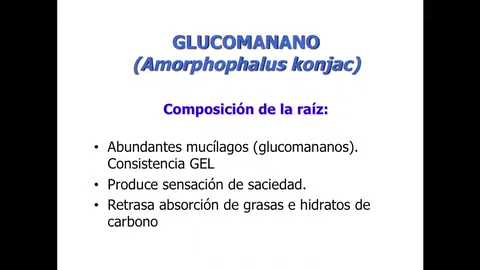 GLUCOMANANO
(Amorphophalus konjac)
Composición de la raíz:
• Abundantes mucílagos (glucomananos).
Consistencia GEL
• Produce sensación de saciedad.
• Retrasa absorción de grasas e hidratos de
carbono